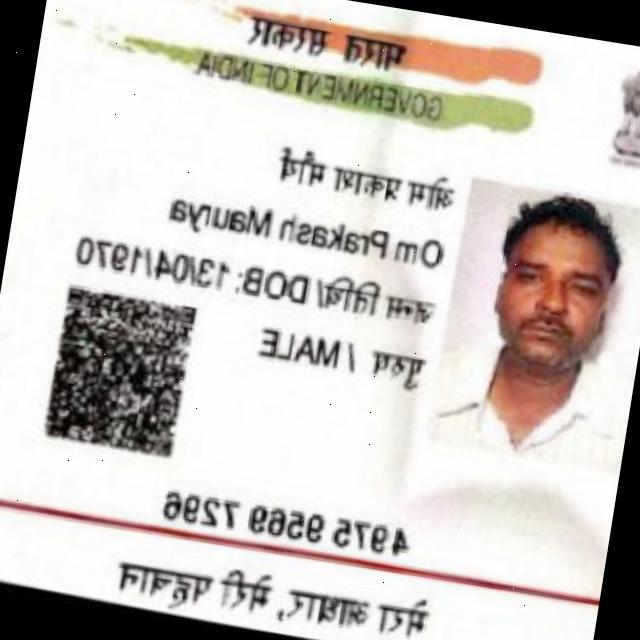 भारत सरकार
GOVERNMENT OF INDIA
ओम प्रकाश मौर्य
Om Prakash Maurya
जन्म तिथि/ DOB: 13/04/1970
पुरुष / MALE
4975 9569 7296
मेरा आधार, मेरी पहचान